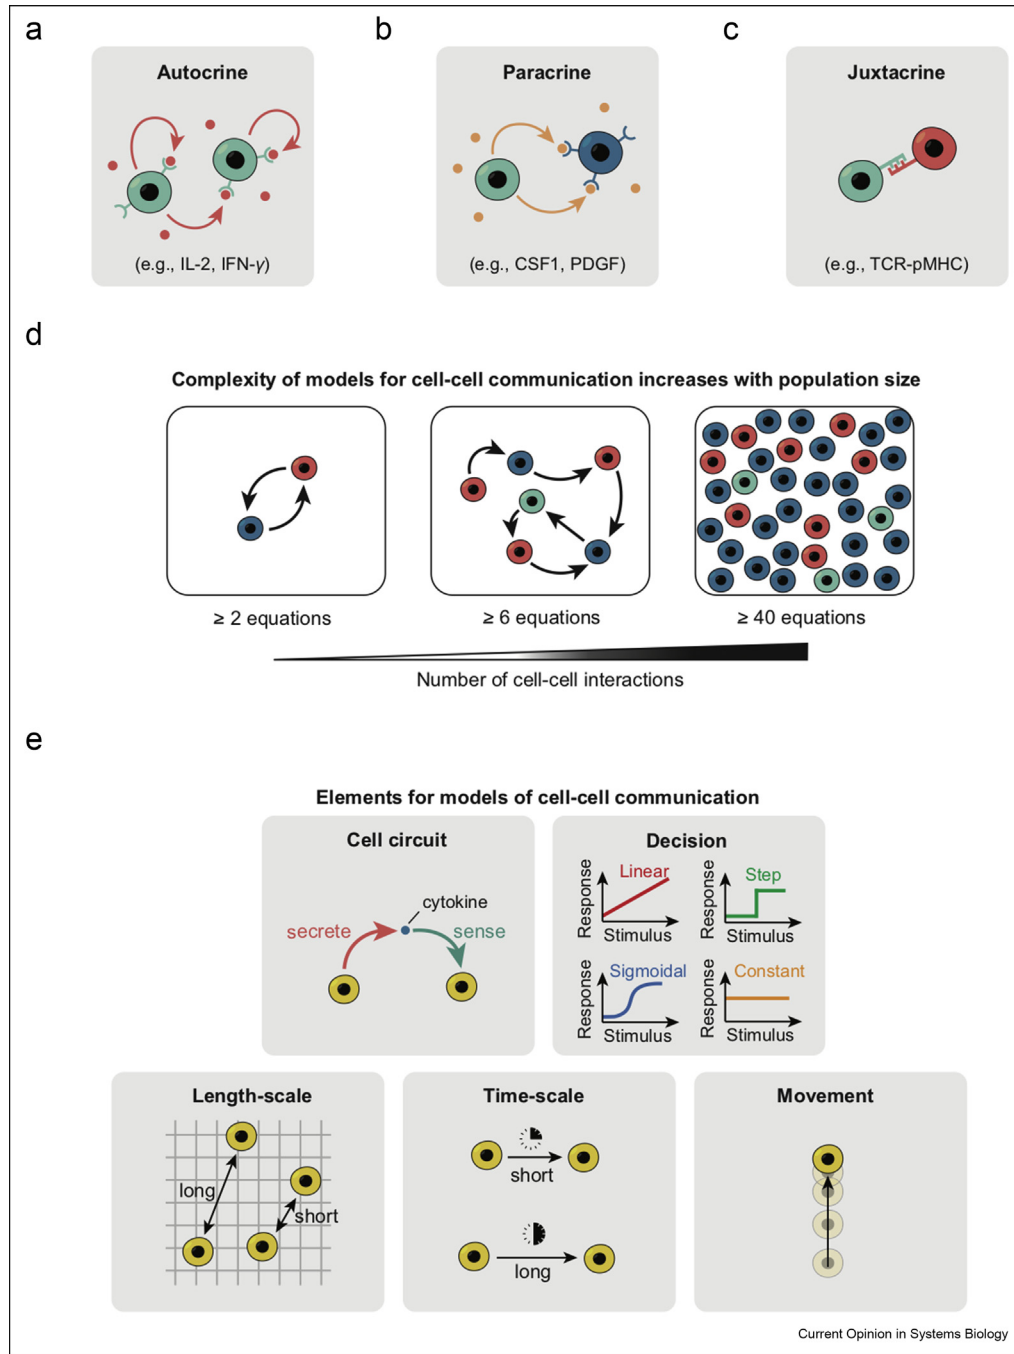 a
b
c
Autocrine
Paracrine
Juxtacrine
(e.g., IL-2, IFN-γ)
(e.g., CSF1, PDGF)
(e.g., TCR-pMHC)
d
Complexity of models for cell-cell communication increases with population size
≥ 2 equations
≥ 6 equations
≥ 40 equations
Number of cell-cell interactions
e
Elements for models of cell-cell communication
Cell circuit
cytokine
secrete
sense
Decision
Response
Linear
Stimulus
Response
Step
Stimulus
Response
Sigmoidal
Stimulus
Response
Constant
Stimulus
Length-scale
long
short
Time-scale
short
long
Movement
Current Opinion in Systems Biology